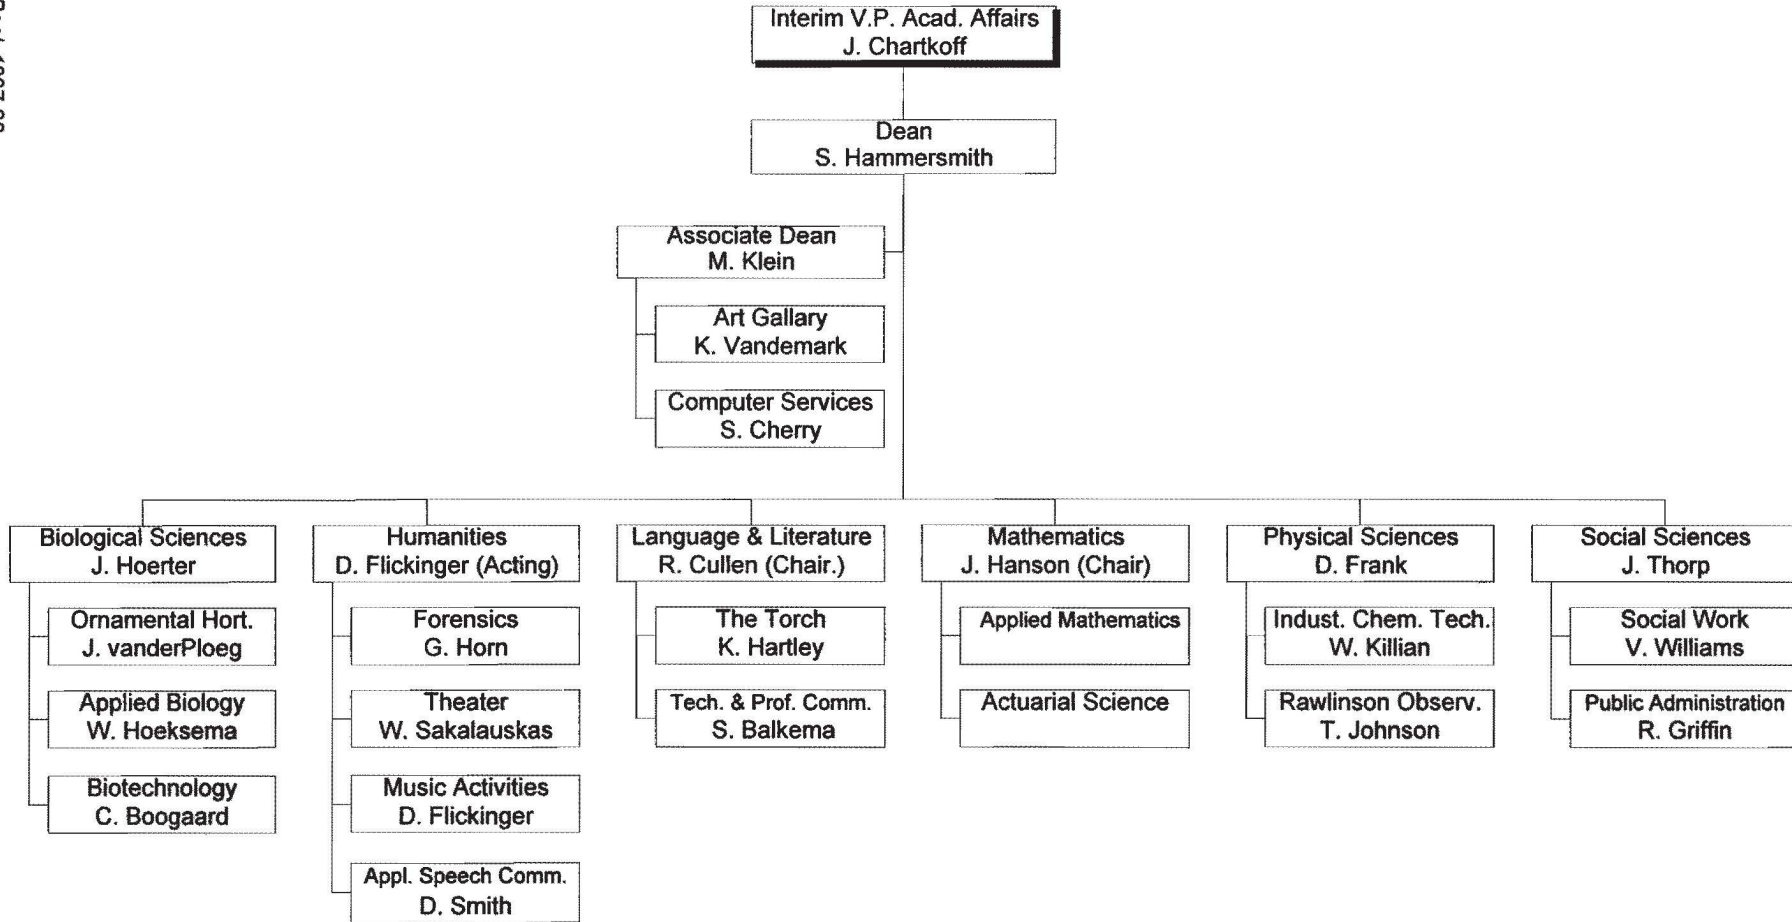 Interim V.P. Acad. Affairs
J. Chartkoff
Dean
S. Hammersmith
Associate Dean
M. Klein
Art Gallary
K. Vandemark
Computer Services
S. Cherry
Biological Sciences
J. Hoerter
Ornamental Hort.
J. vanderPloeg
Applied Biology
W. Hoeksema
Biotechnology
C. Boogaard
Humanities
D. Flickinger (Acting)
Forensics
G. Horn
Theater
W. Sakalauskas
Music Activities
D. Flickinger
Appl. Speech Comm.
D. Smith
Language & Literature
R. Cullen (Chair.)
The Torch
K. Hartley
Tech. & Prof. Comm.
S. Balkema
Mathematics
J. Hanson (Chair)
Applied Mathematics
Actuarial Science
Physical Sciences
D. Frank
Indust. Chem. Tech.
W. Killian
Rawlinson Observ.
T. Johnson
Social Sciences
J. Thorp
Social Work
V. Williams
Public Administration
R. Griffin